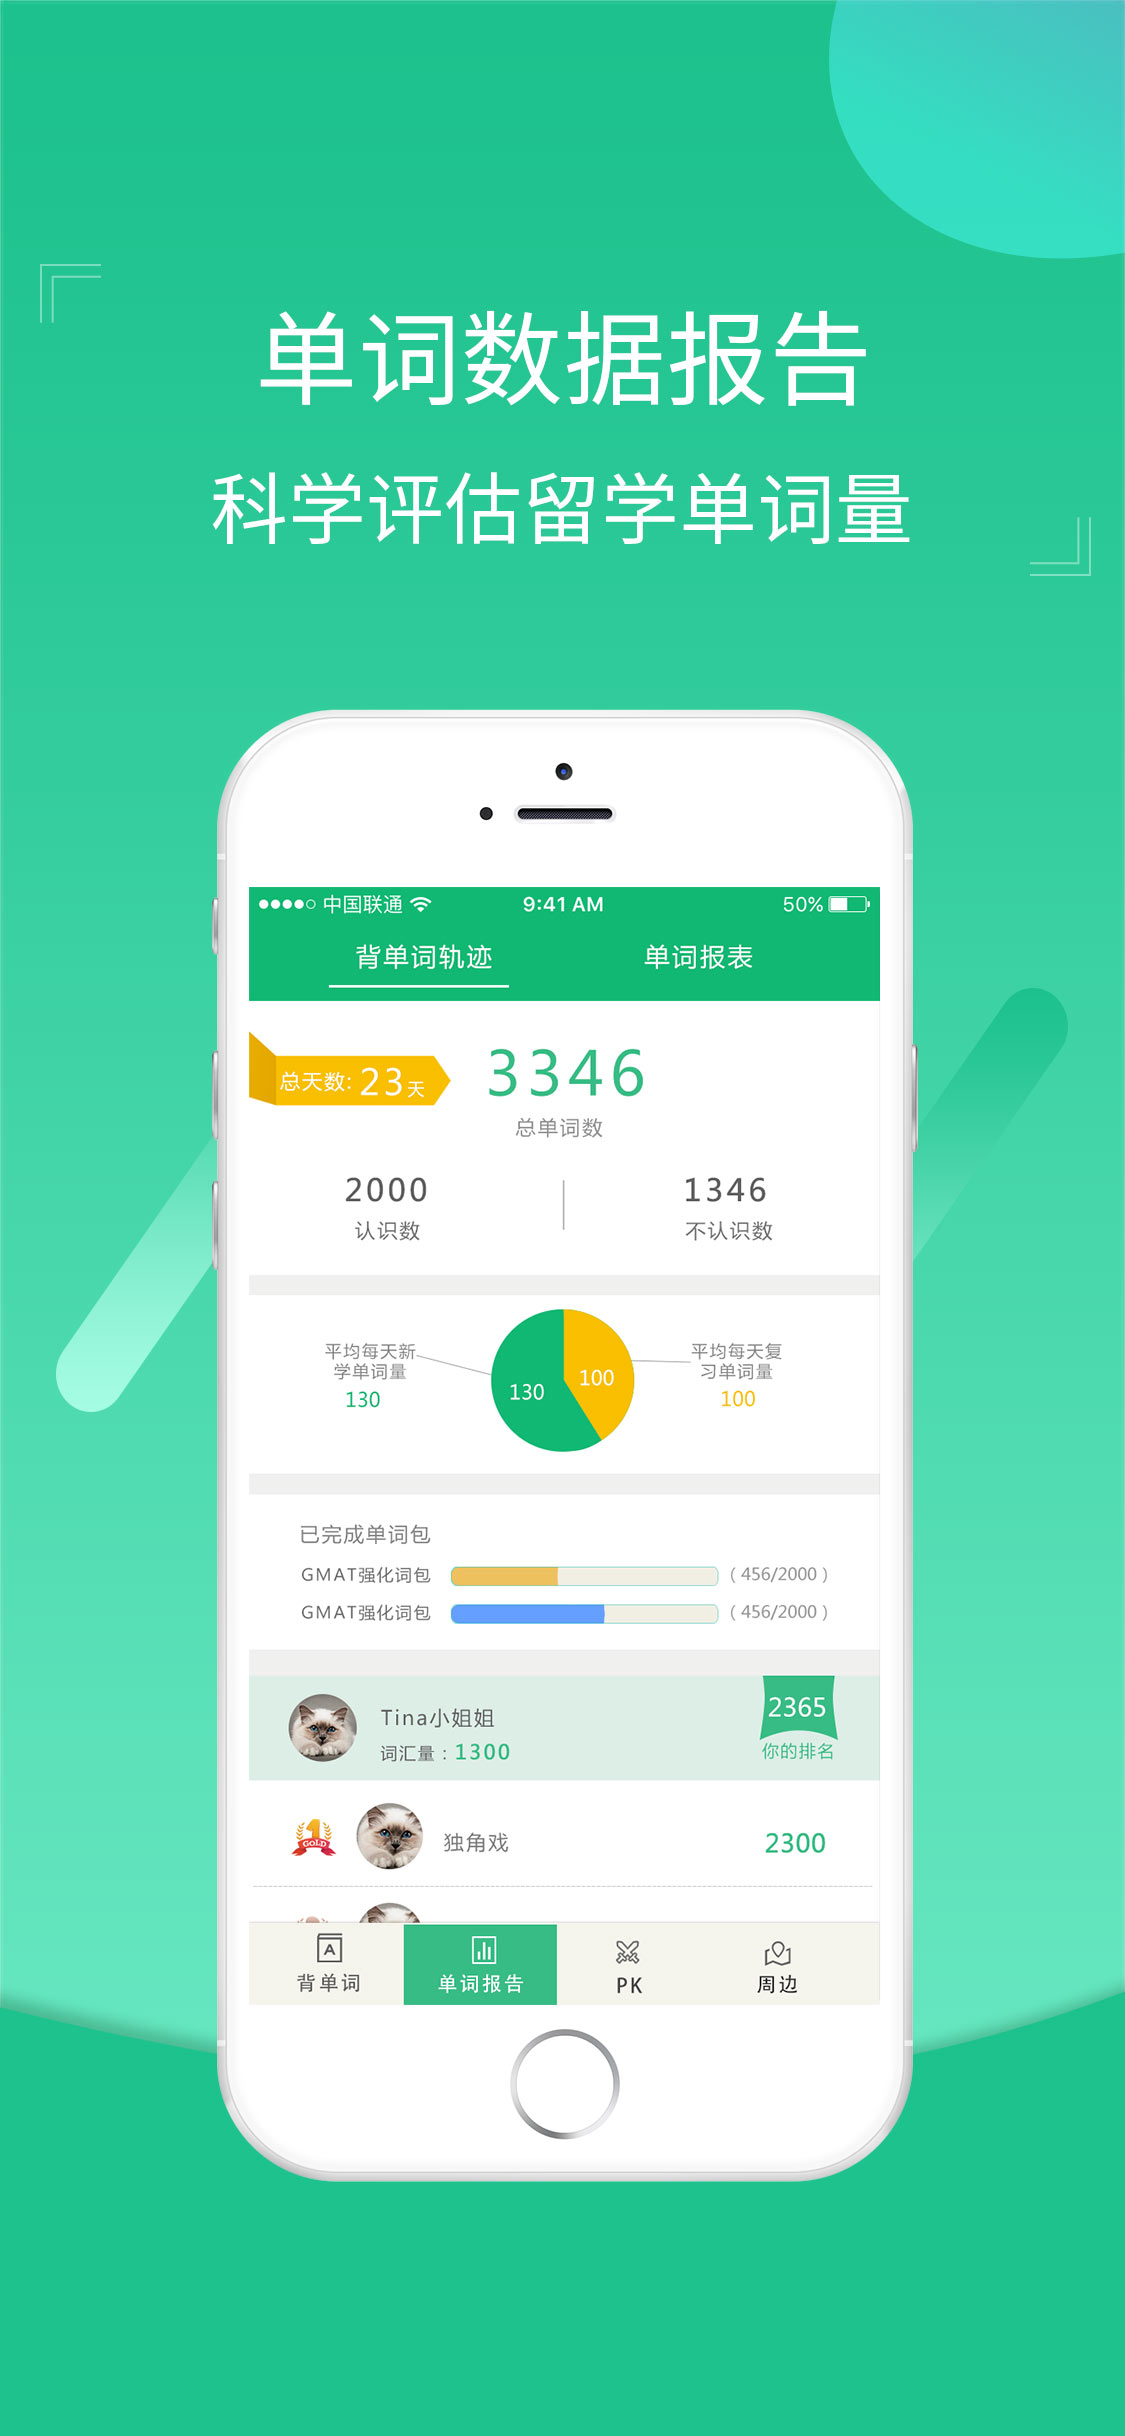 单词数据报告
科学评估留学单词量
中国联通 9:41 AM 50%
背单词轨迹 单词报表
总天数: 23天
3346
总单词数
2000 1346
认识数 不认识数
平均每天新
学单词量
130
130
100
平均每天复
习单词量
100
已完成单词包
GMAT强化词包 （456/2000）
GMAT强化词包 （456/2000）
Tina小姐姐
词汇量：1300
2365
你的排名
1
GOLD
独角戏 2300
A
背单词 单词报告 PK 周边